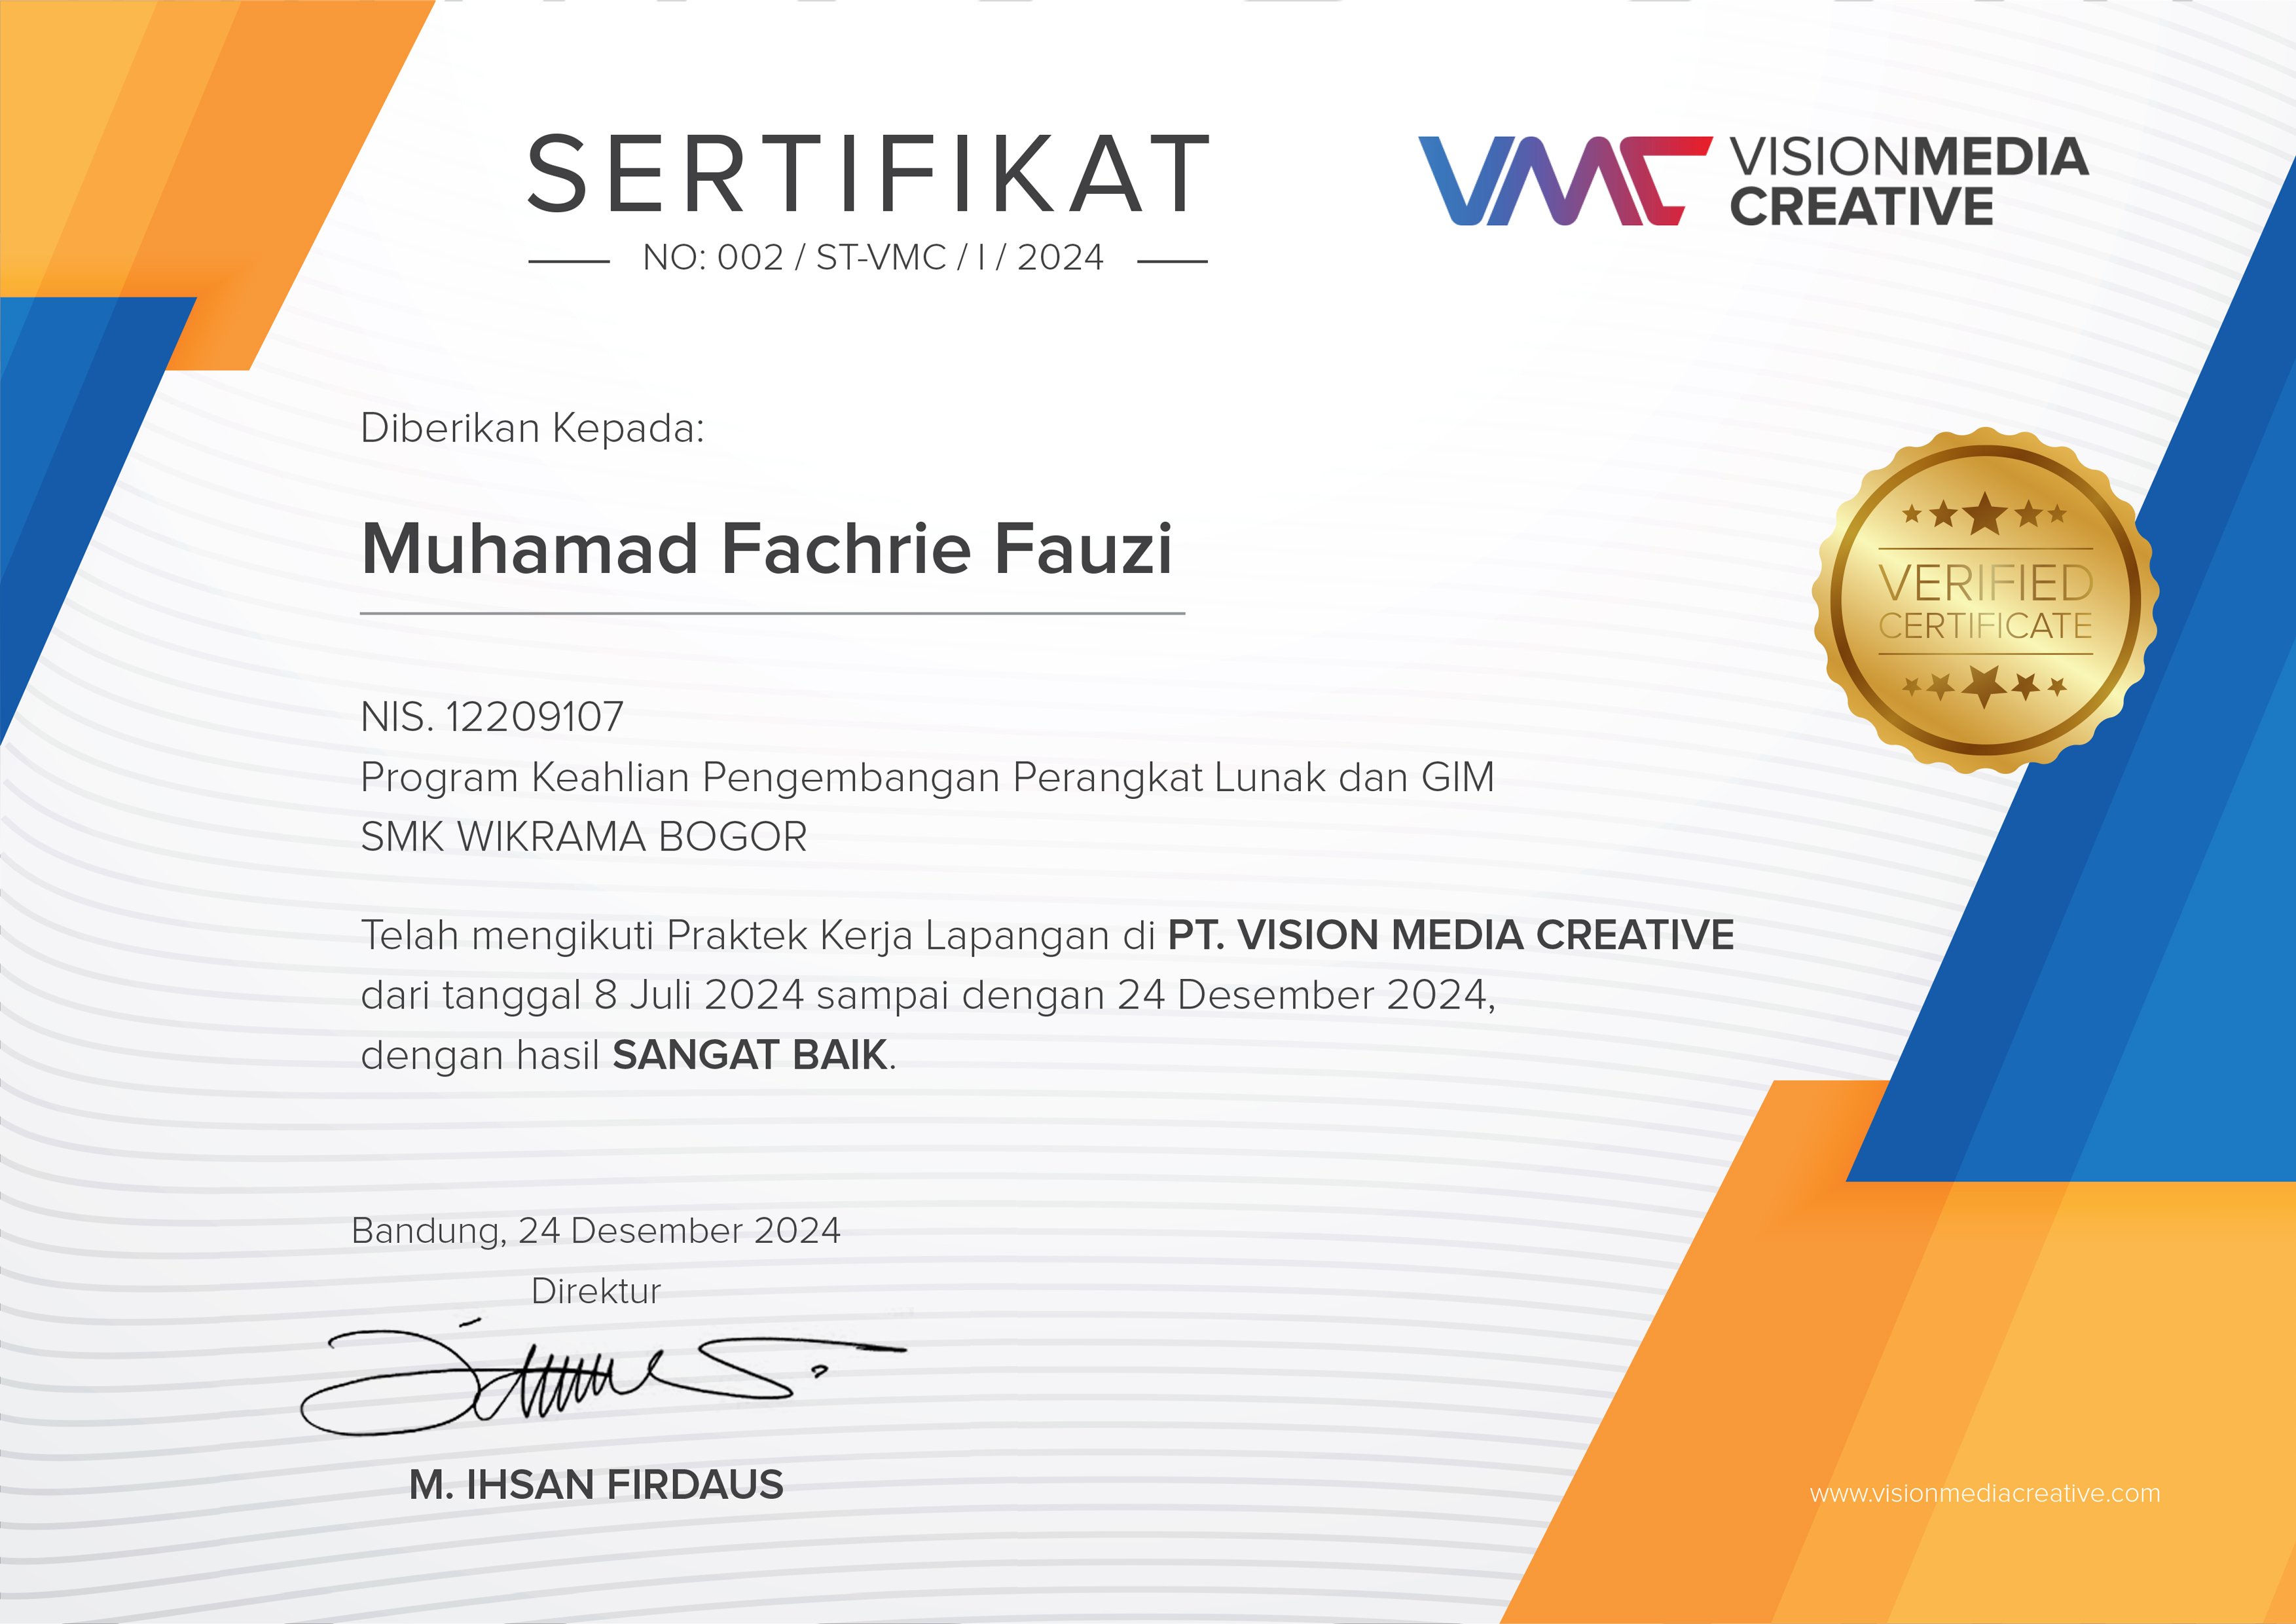 SERTIFIKAT
NO: 002 / ST-VMC / I / 2024
VMC VISIONMEDIA
CREATIVE
Diberikan Kepada:
Muhamad Fachrie Fauzi
VERIFIED
CERTIFICATE
NIS. 12209107
Program Keahlian Pengembangan Perangkat Lunak dan GIM
SMK WIKRAMA BOGOR
Telah mengikuti Praktek Kerja Lapangan di PT. VISION MEDIA CREATIVE
dari tanggal 8 Juli 2024 sampai dengan 24 Desember 2024,
dengan hasil SANGAT BAIK.
Bandung, 24 Desember 2024
Direktur
M. IHSAN FIRDAUS
www.visionmediacreative.com